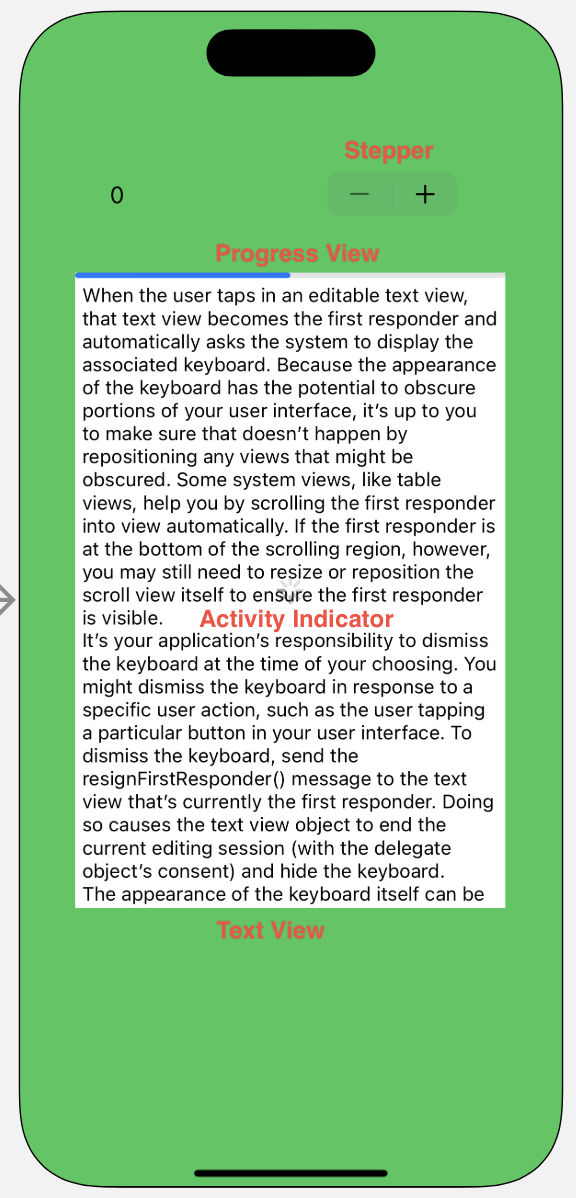 Stepper
0
− +
Progress View
When the user taps in an editable text view,
that text view becomes the first responder and
automatically asks the system to display the
associated keyboard. Because the appearance
of the keyboard has the potential to obscure
portions of your user interface, it’s up to you
to make sure that doesn’t happen by
repositioning any views that might be
obscured. Some system views, like table
views, help you by scrolling the first responder
into view automatically. If the first responder is
at the bottom of the scrolling region, however,
you may still need to resize or reposition the
scroll view itself to ensure the first responder
is visible.
Activity Indicator
It’s your application’s responsibility to dismiss
the keyboard at the time of your choosing. You
might dismiss the keyboard in response to a
specific user action, such as the user tapping
a particular button in your user interface. To
dismiss the keyboard, send the
resignFirstResponder() message to the text
view that’s currently the first responder. Doing
so causes the text view object to end the
current editing session (with the delegate
object’s consent) and hide the keyboard.
The appearance of the keyboard itself can be
Text View